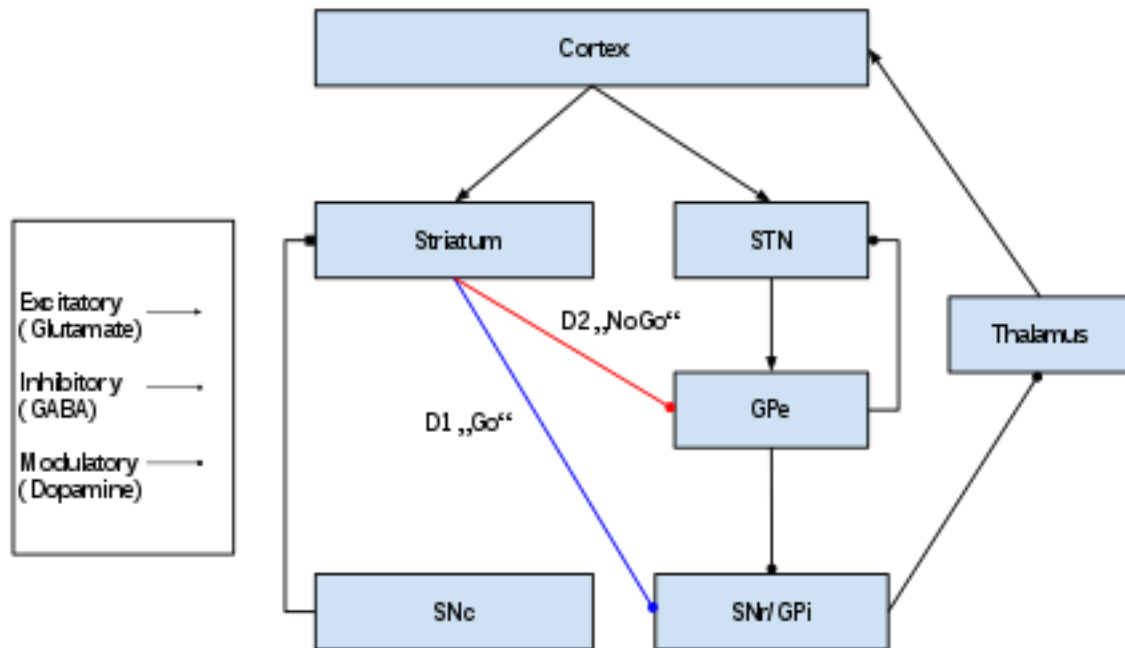 Cortex
Striatum
STN
Excitatory
(Glutamate)
D2 „NoGo“
Thalamus
Inhibitory
(GABA)
D1 „Go“
GPe
Modulatory
(Dopamine)
SNc
SNr/GPi